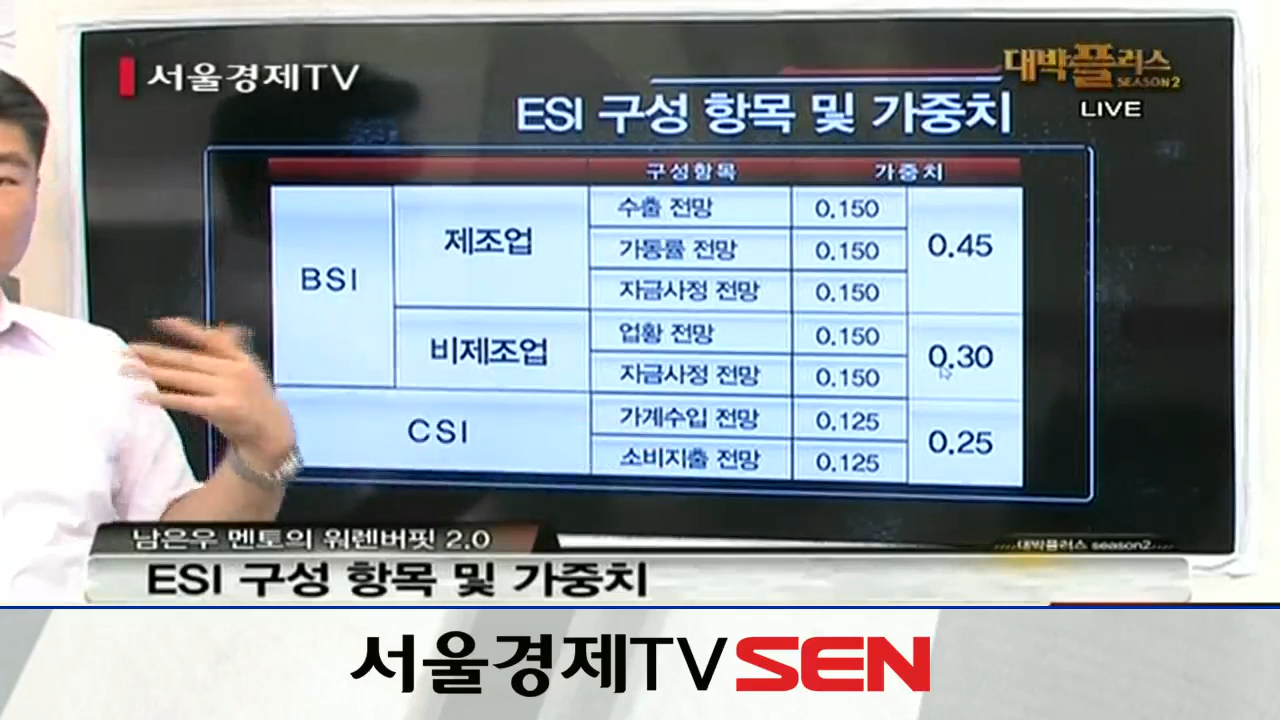 서울경제TV
대박플러스
SEASON2
LIVE
ESI 구성 항목 및 가중치
구성항목 가중치
BSI 제조업 수출 전망 0.150 0.45
가동률 전망 0.150
자금사정 전망 0.150
비제조업 업황 전망 0.150 0.30
자금사정 전망 0.150
CSI 가계수입 전망 0.125 0.25
소비지출 전망 0.125
남은우 멘토의 워렌버핏 2.0
대박플러스 season2
ESI 구성 항목 및 가중치
서울경제TV SEN